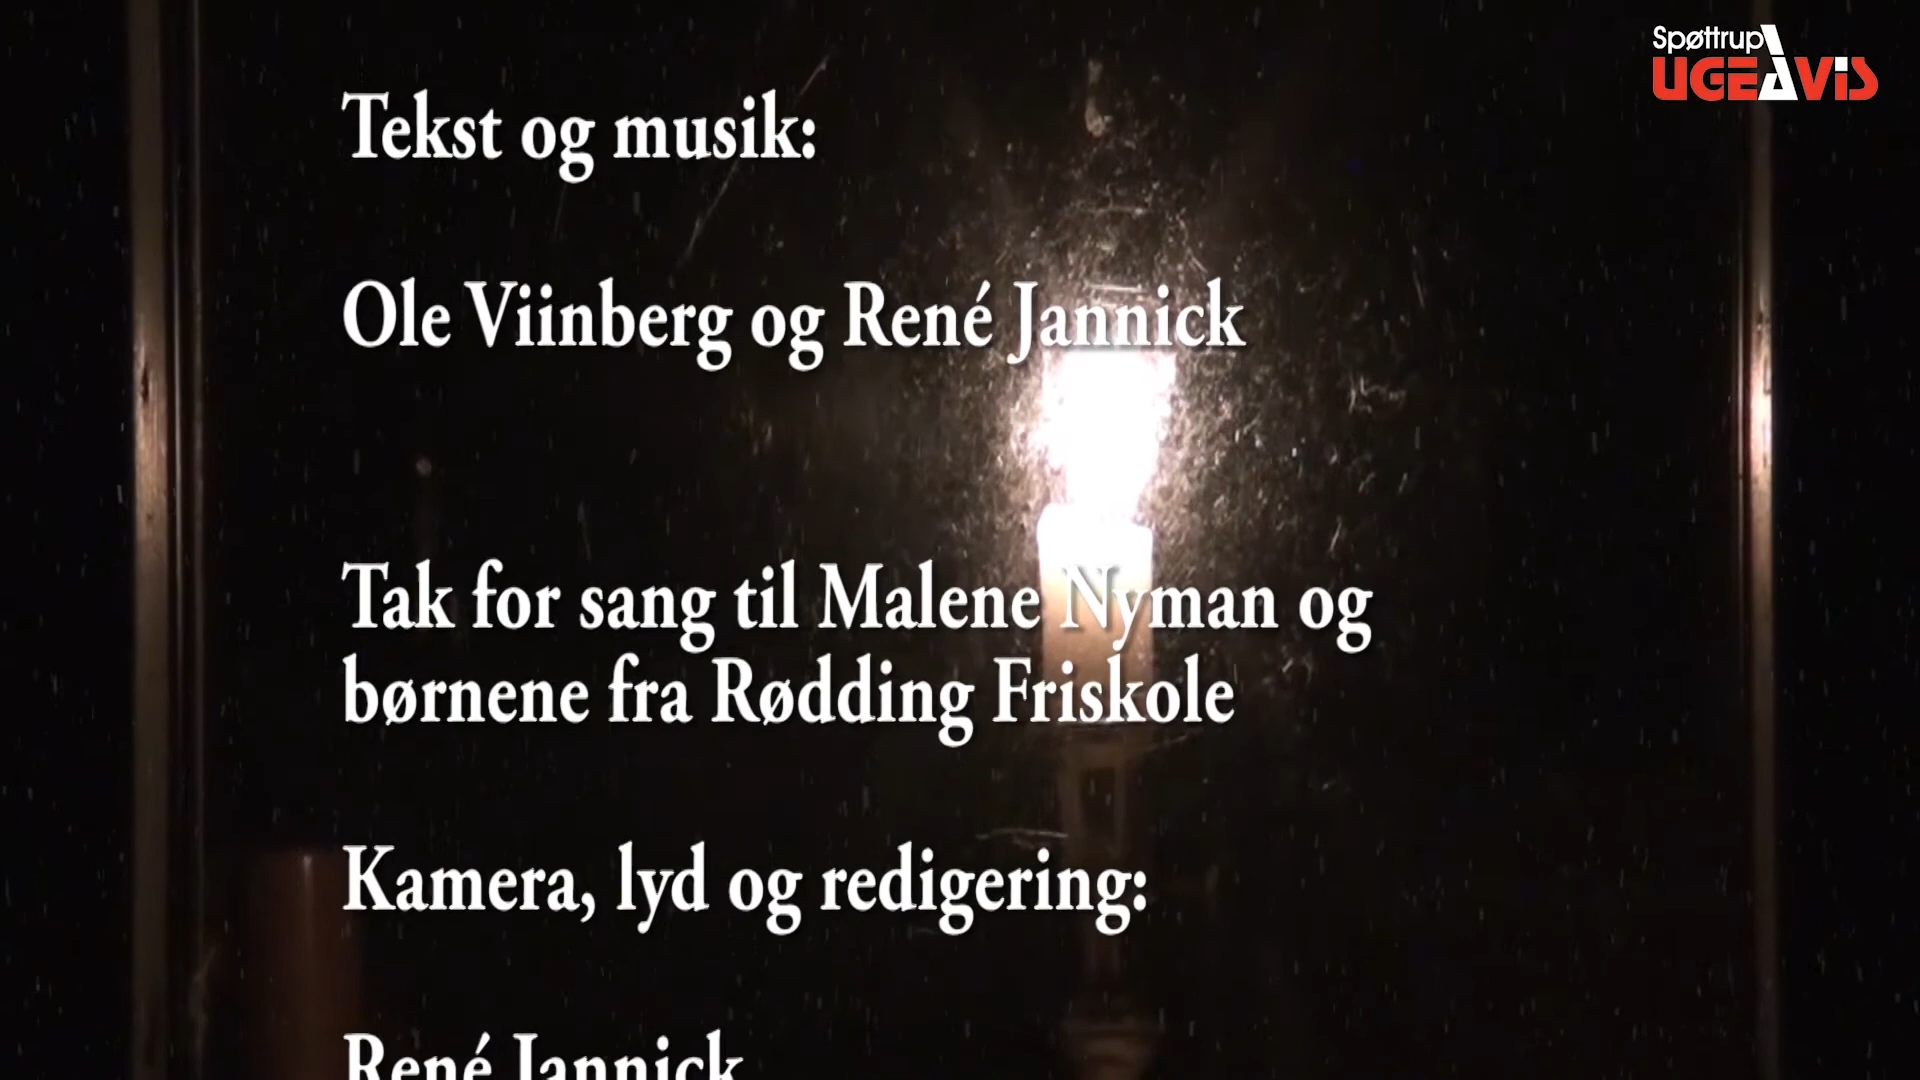 Spøttrup
UGEAVIS
Tekst og musik:
Ole Viinberg og René Jannick
Tak for sang til Malene Nyman og
børnene fra Rødding Friskole
Kamera, lyd og redigering:
René Jannick